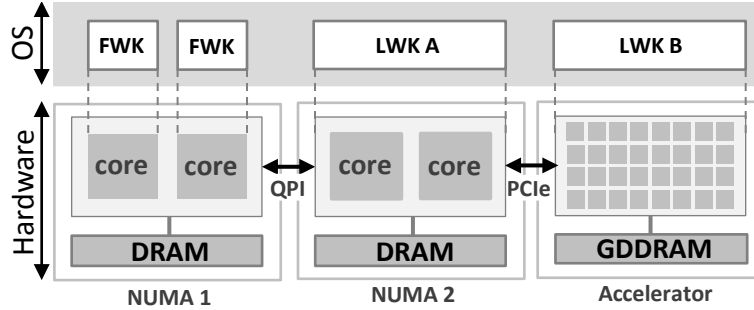 OS
FWK
FWK
LWK A
LWK B
Hardware
core
core
QPI
core
core
PCIe
DRAM
DRAM
GDDRAM
NUMA 1
NUMA 2
Accelerator